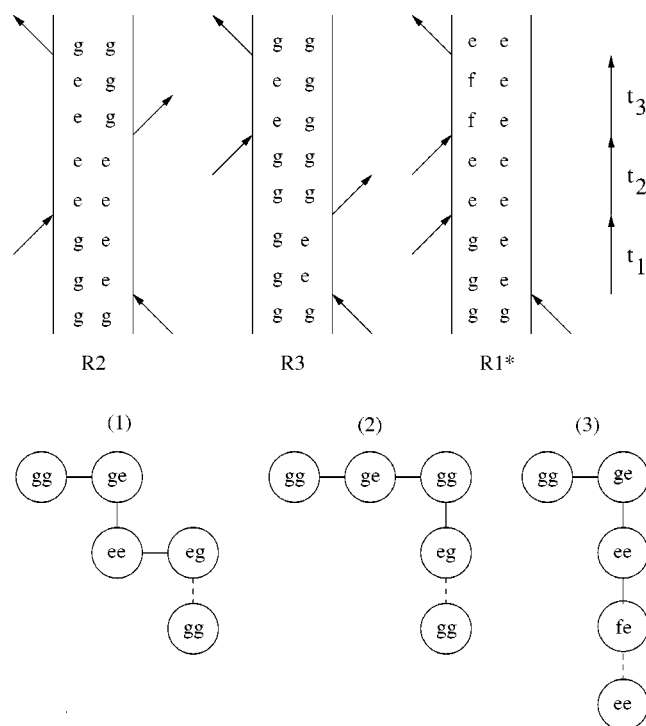 g g g g e e
e g e g f e
e g e g f e t3
e e g g e e
e e g g e e t2
g e g e g e
g e g e g e t1
g g g g g g
R2 R3 R1*
(1) (2) (3)
gg ge gg ge gg gg ge
ee eg eg ee
gg gg fe
ee